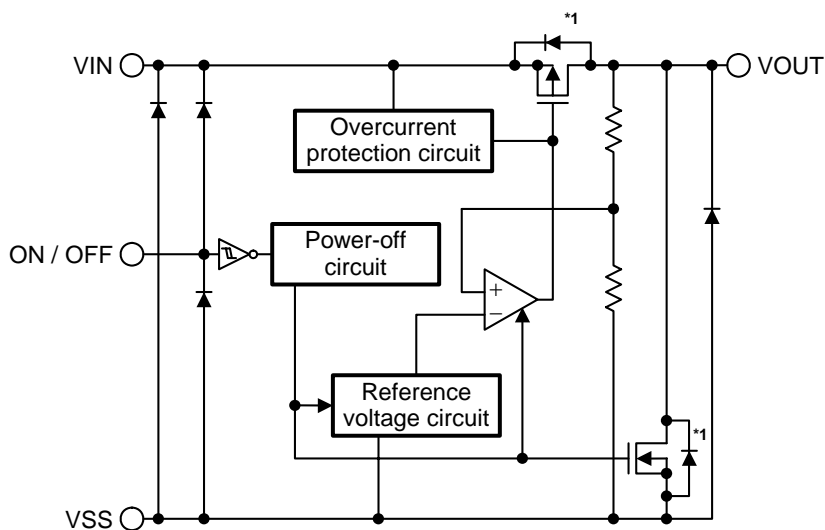 *1
VIN
VOUT
Overcurrent
protection circuit
ON / OFF
Power-off
circuit
+
−
Reference
voltage circuit
*1
VSS